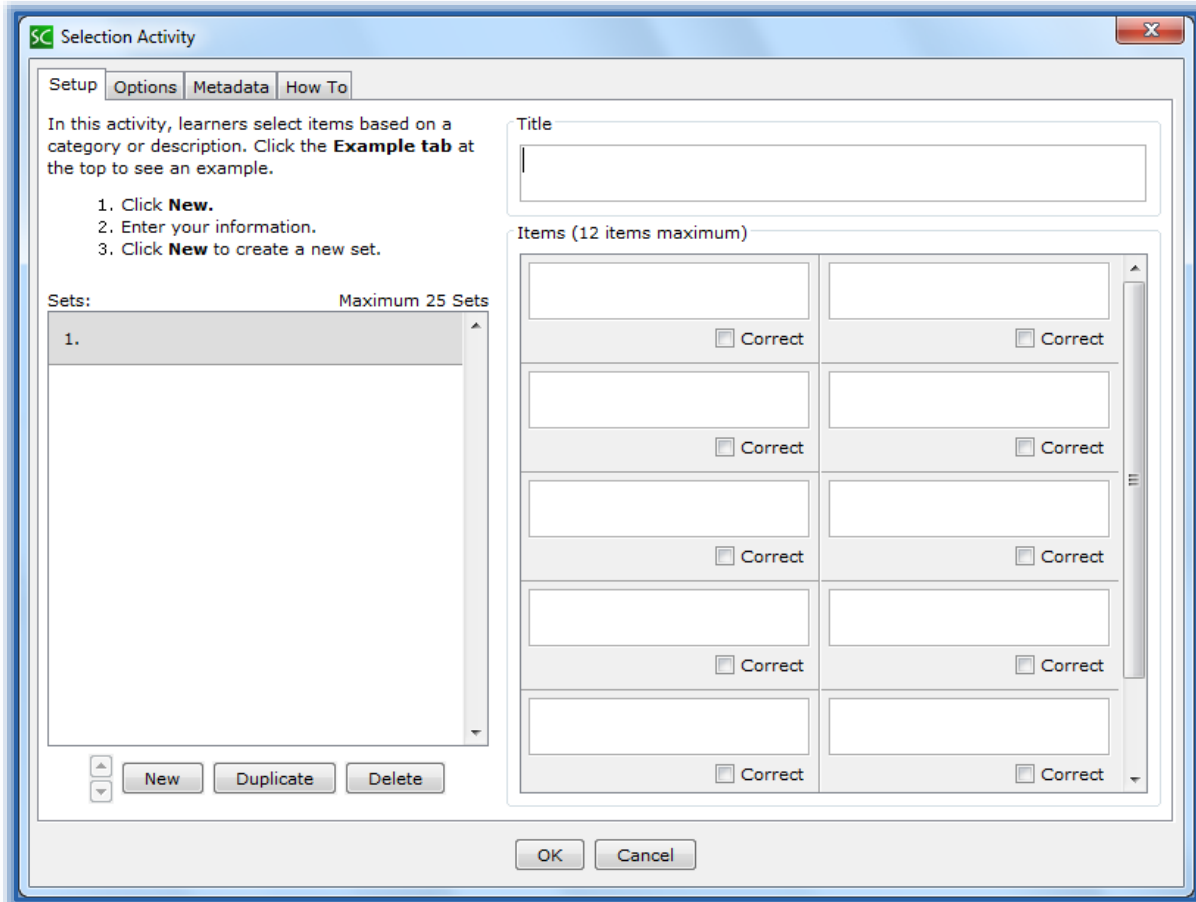 SC Selection Activity
x
Setup Options Metadata How To
In this activity, learners select items based on a
category or description. Click the Example tab at
the top to see an example.
1. Click New.
2. Enter your information.
3. Click New to create a new set.
Sets: Maximum 25 Sets
1.
New Duplicate Delete
Title
Items (12 items maximum)
Correct Correct
Correct Correct
Correct Correct
Correct Correct
Correct Correct
OK Cancel